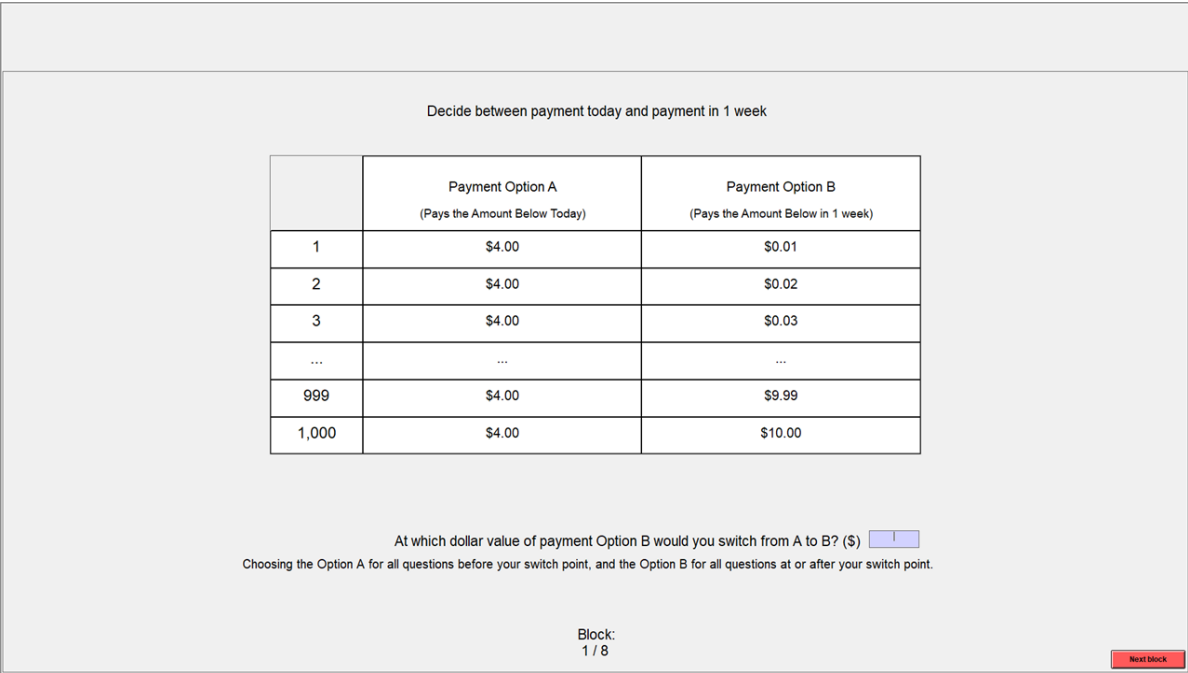 Decide between payment today and payment in 1 week
Payment Option A Payment Option B
(Pays the Amount Below Today) (Pays the Amount Below in 1 week)
1 $4.00 $0.01
2 $4.00 $0.02
3 $4.00 $0.03
... ... ...
999 $4.00 $9.99
1,000 $4.00 $10.00
At which dollar value of payment Option B would you switch from A to B? ($)
Choosing the Option A for all questions before your switch point, and the Option B for all questions at or after your switch point.
Block:
1 / 8
Next block